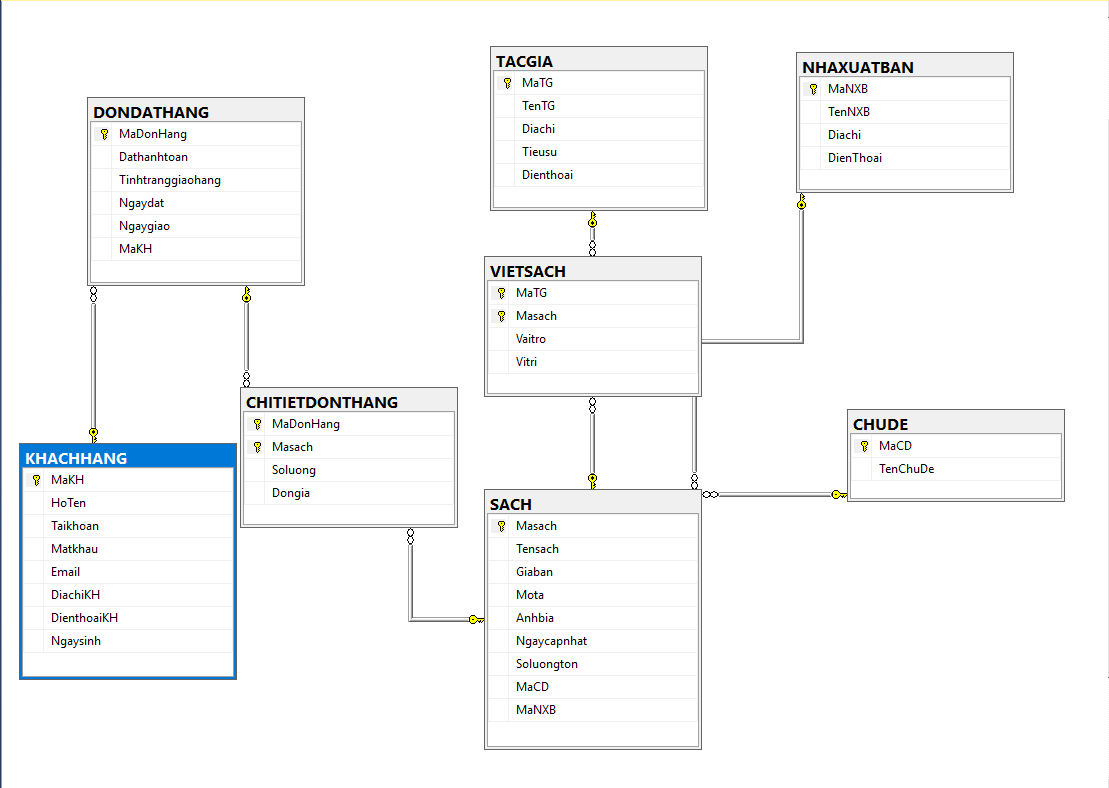 DONDATHANG
MaDonHang
Dathanhtoan
Tinhtranggiaohang
Ngaydat
Ngaygiao
MaKH
TACGIA
MaTG
TenTG
Diachi
Tieusu
Dienthoai
NHAXUATBAN
MaNXB
TenNXB
Diachi
DienThoai
VIETSACH
MaTG
Masach
Vaitro
Vitri
CHITIETDONTHANG
MaDonHang
Masach
Soluong
Dongia
CHUDE
MaCD
TenChuDe
KHACHHANG
MaKH
HoTen
Taikhoan
Matkhau
Email
DiachiKH
DienthoaiKH
Ngaysinh
SACH
Masach
Tensach
Giaban
Mota
Anhbia
Ngaycapnhat
Soluongton
MaCD
MaNXB